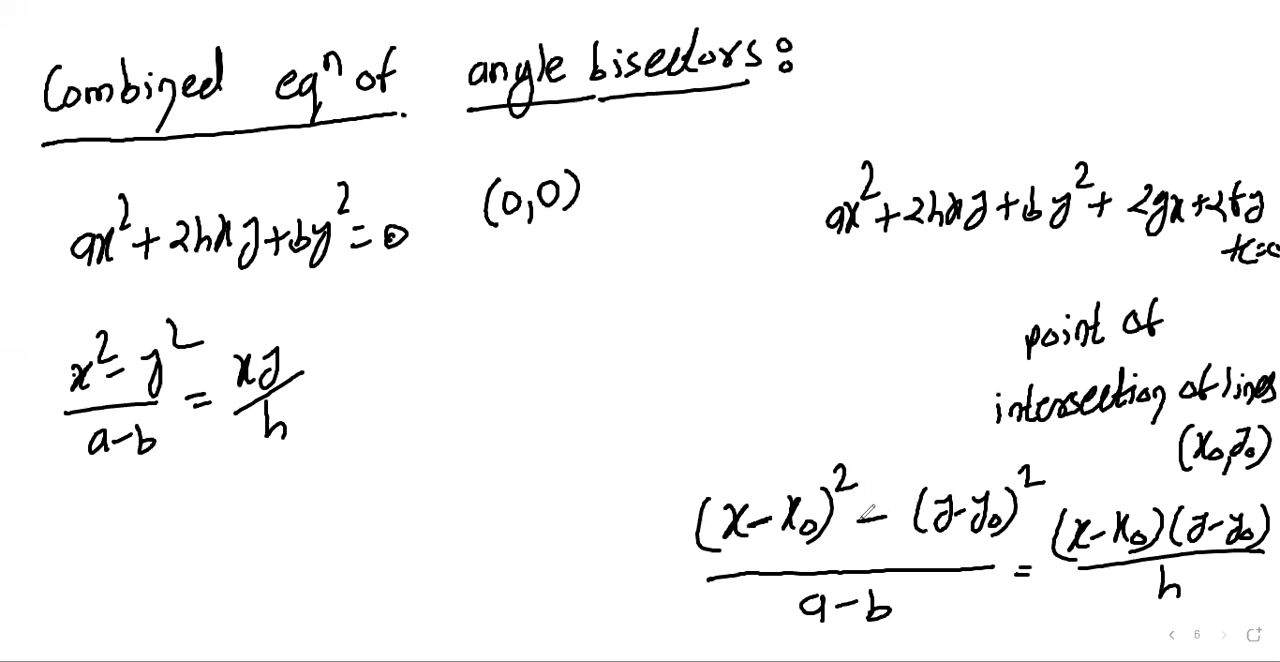 Combined eqⁿ of angle bisectors:
ax² + 2hxy + by² = 0 (0,0)
x² - y² / a-b = xy / h
ax² + 2hxy + by² + 2gx + 2fy
+c=0
point of
intersection of lines
(x₀,y₀)
(x-x₀)² - (y-y₀)² / a-b = (x-x₀)(y-y₀) / h
6